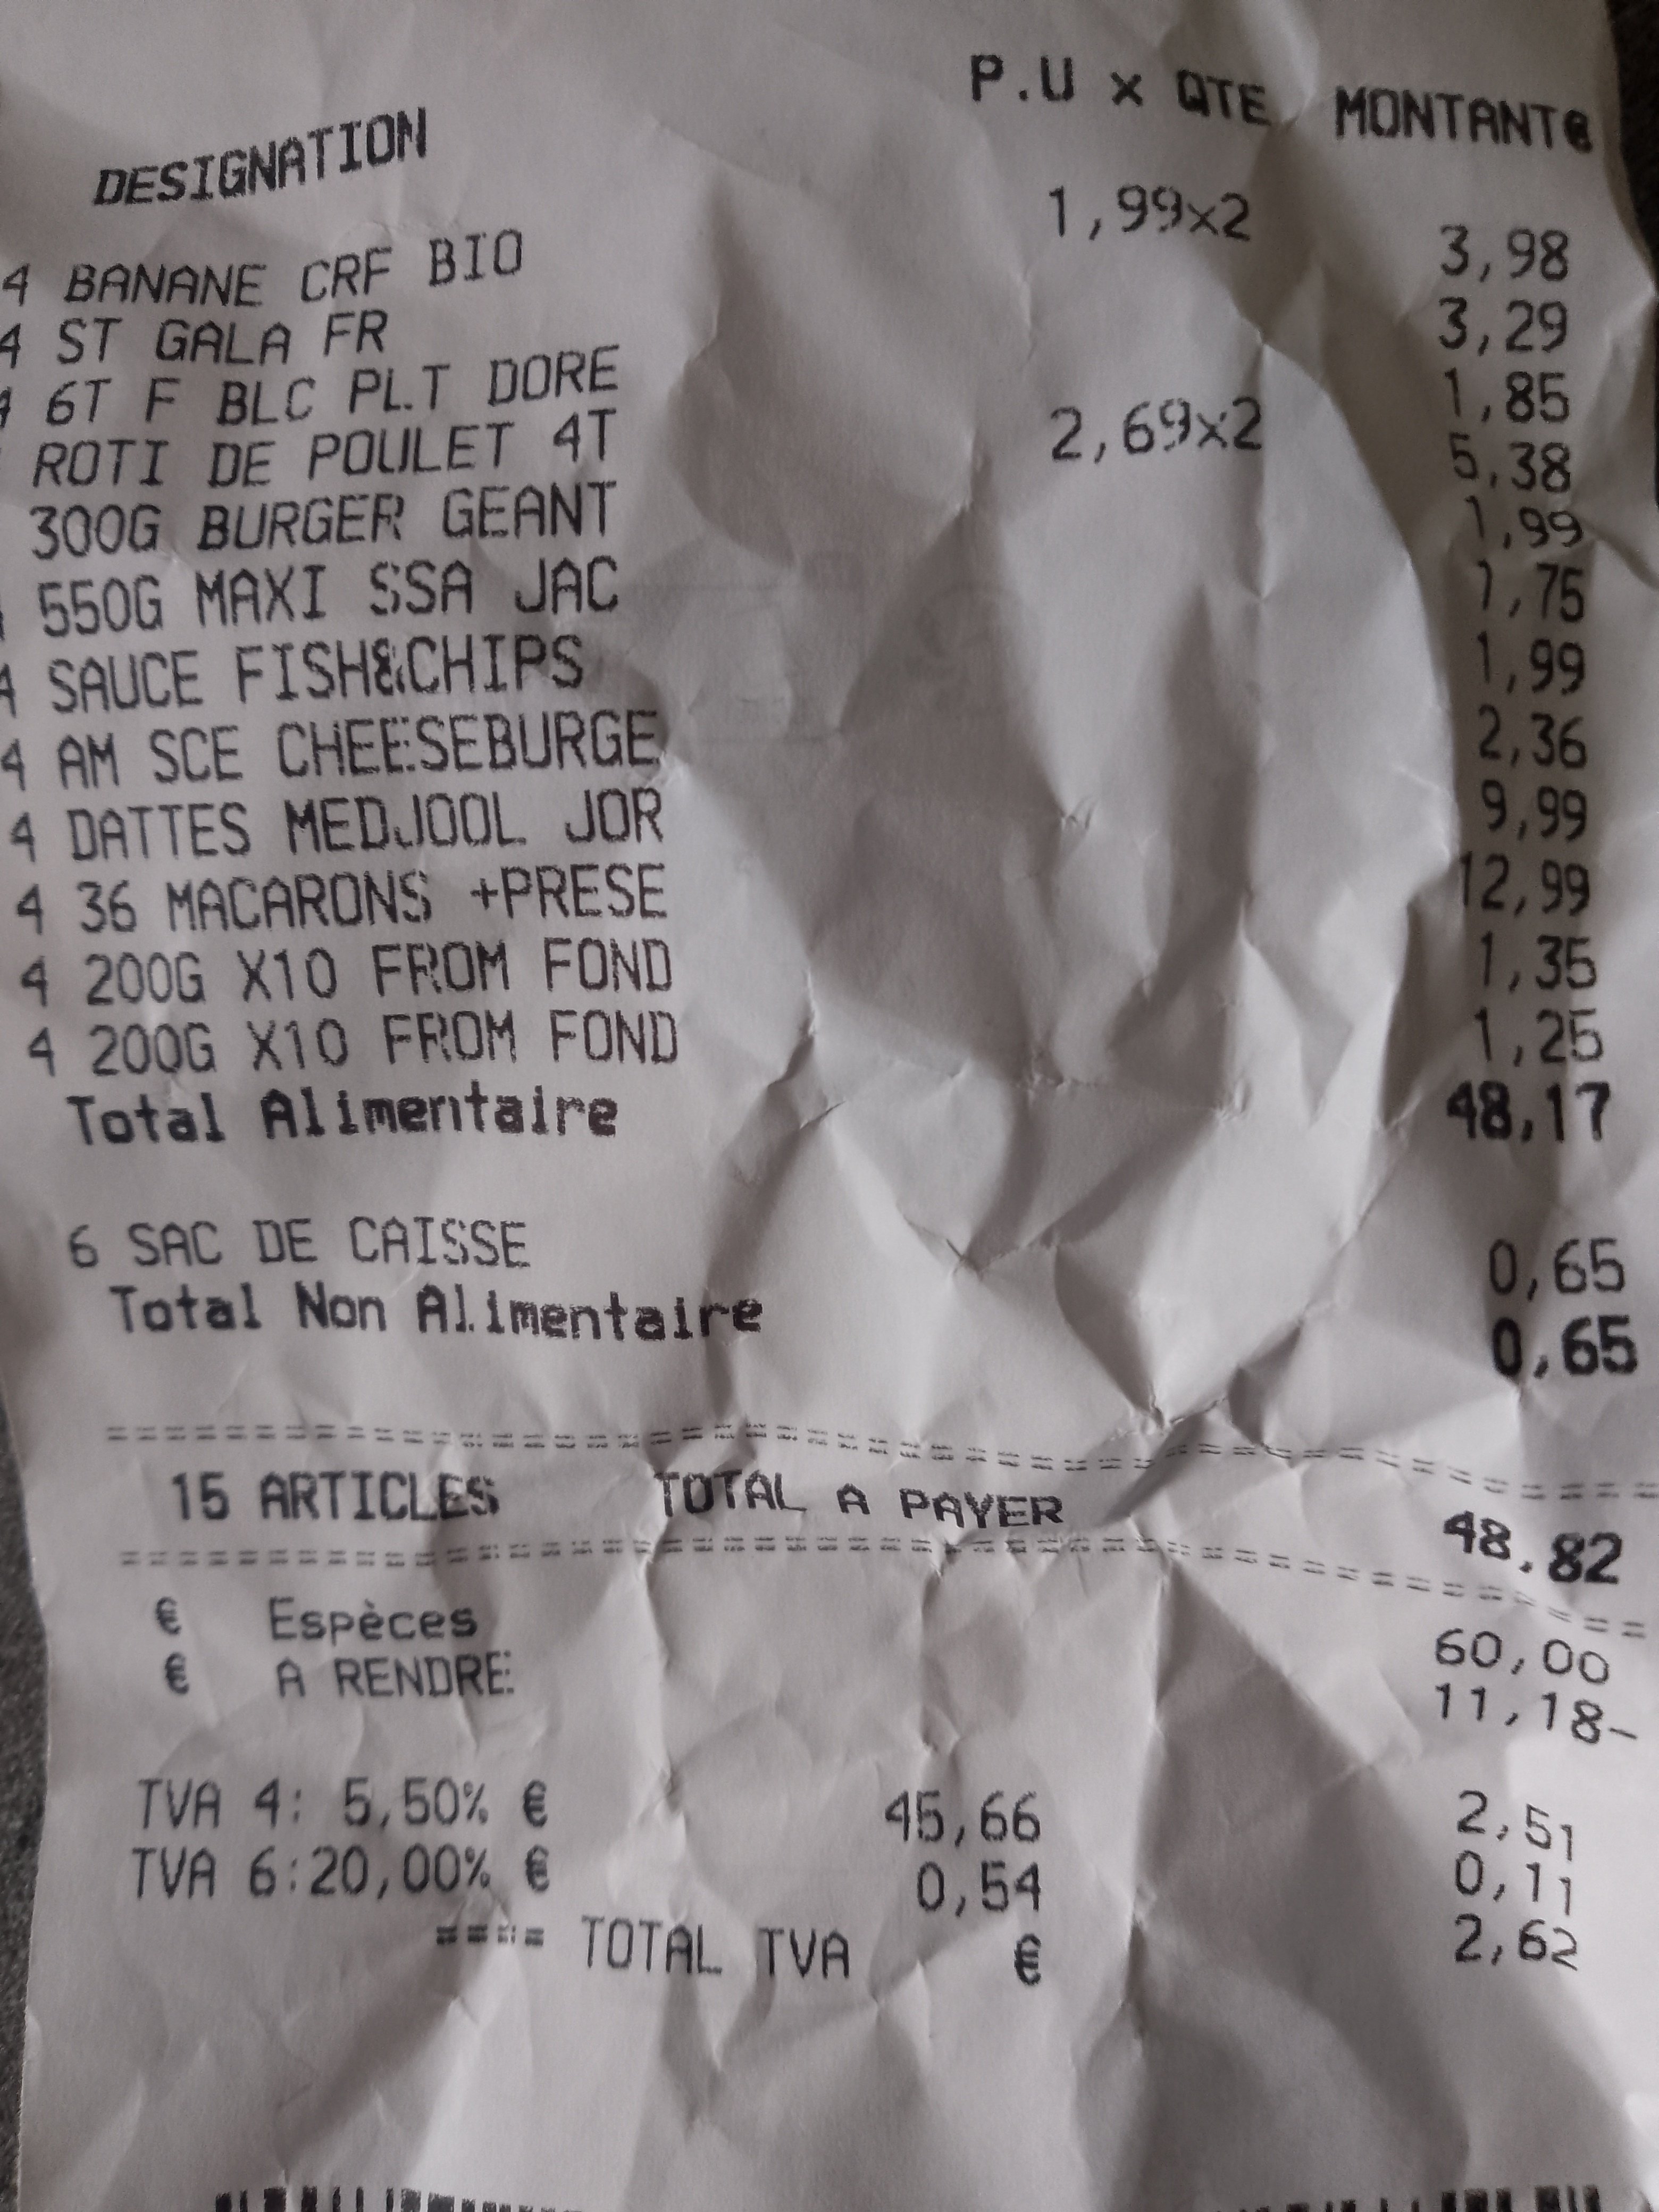 P.U x QTE MONTANT€
DESIGNATION
4 BANANE CRF BIO 1,99x2 3,98
4 ST GALA FR 3,29
4 6T F BLC PLT DORE 1,85
ROTI DE POULET 4T 2,69x2 5,38
300G BURGER GEANT 1,99
550G MAXI SSA JAC 1,75
4 SAUCE FISH&CHIPS 1,99
4 AM SCE CHEESEBURGE 2,36
4 DATTES MEDJOOL JOR 9,99
4 36 MACARONS +PRESE 12,99
4 200G X10 FROM FOND 1,35
4 200G X10 FROM FOND 1,25
Total Alimentaire 48,17
6 SAC DE CAISSE 0,65
Total Non Alimentaire 0,65
15 ARTICLES TOTAL A PAYER 48.82
€ Espèces 60,00
€ A RENDRE 11,18-
TVA 4: 5,50% € 45,66 2,51
TVA 6:20,00% € 0,54 0,11
==== TOTAL TVA € 2,62